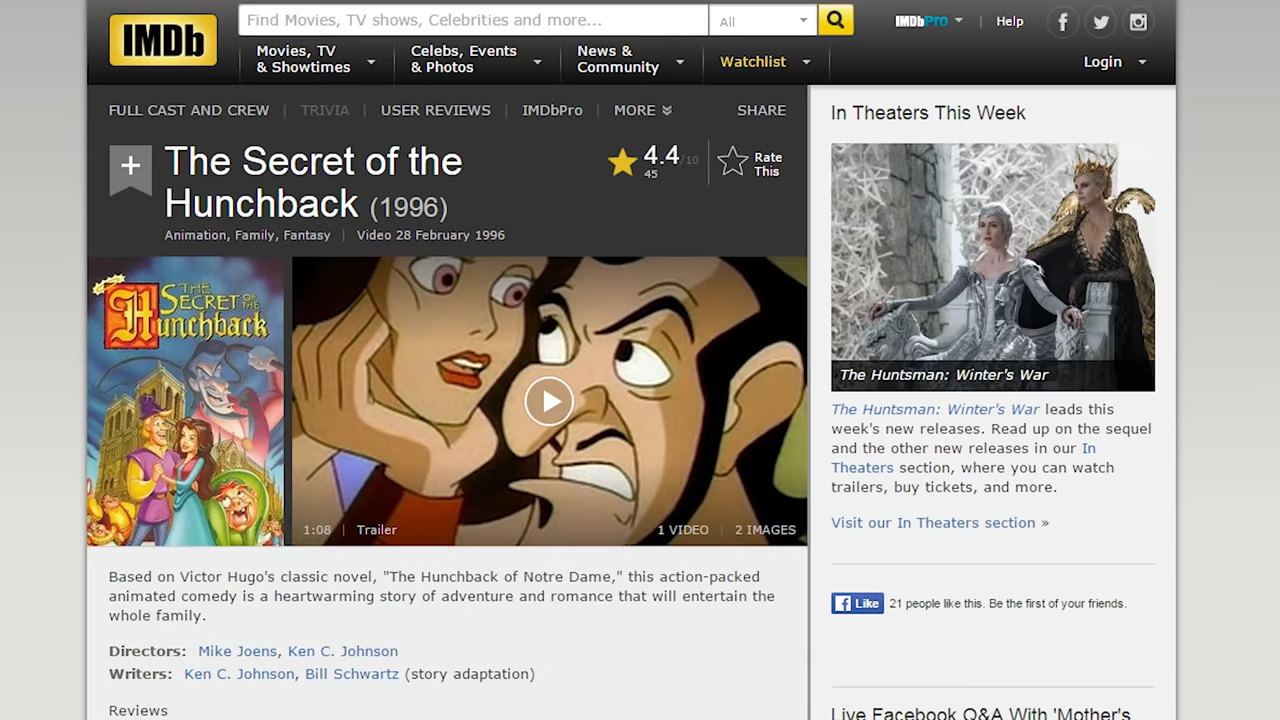 IMDb
Find Movies, TV shows, Celebrities and more...
All
IMDbPro
Help
Movies, TV
& Showtimes
Celebs, Events
& Photos
News &
Community
Watchlist
Login
FULL CAST AND CREW | TRIVIA | USER REVIEWS | IMDbPro | MORE
SHARE
The Secret of the
Hunchback (1996)
4.4/10
45
Rate
This
Animation, Family, Fantasy | Video 28 February 1996
THE
SECRET OF THE
Hunchback
1:08 | Trailer
1 VIDEO | 2 IMAGES
Based on Victor Hugo's classic novel, "The Hunchback of Notre Dame," this action-packed
animated comedy is a heartwarming story of adventure and romance that will entertain the
whole family.
Directors: Mike Joens, Ken C. Johnson
Writers: Ken C. Johnson, Bill Schwartz (story adaptation)
Reviews
In Theaters This Week
The Huntsman: Winter's War
The Huntsman: Winter's War leads this
week's new releases. Read up on the sequel
and the other new releases in our In
Theaters section, where you can watch
trailers, buy tickets, and more.
Visit our In Theaters section »
Like
21 people like this. Be the first of your friends.
Live Facebook Q&A With 'Mother's